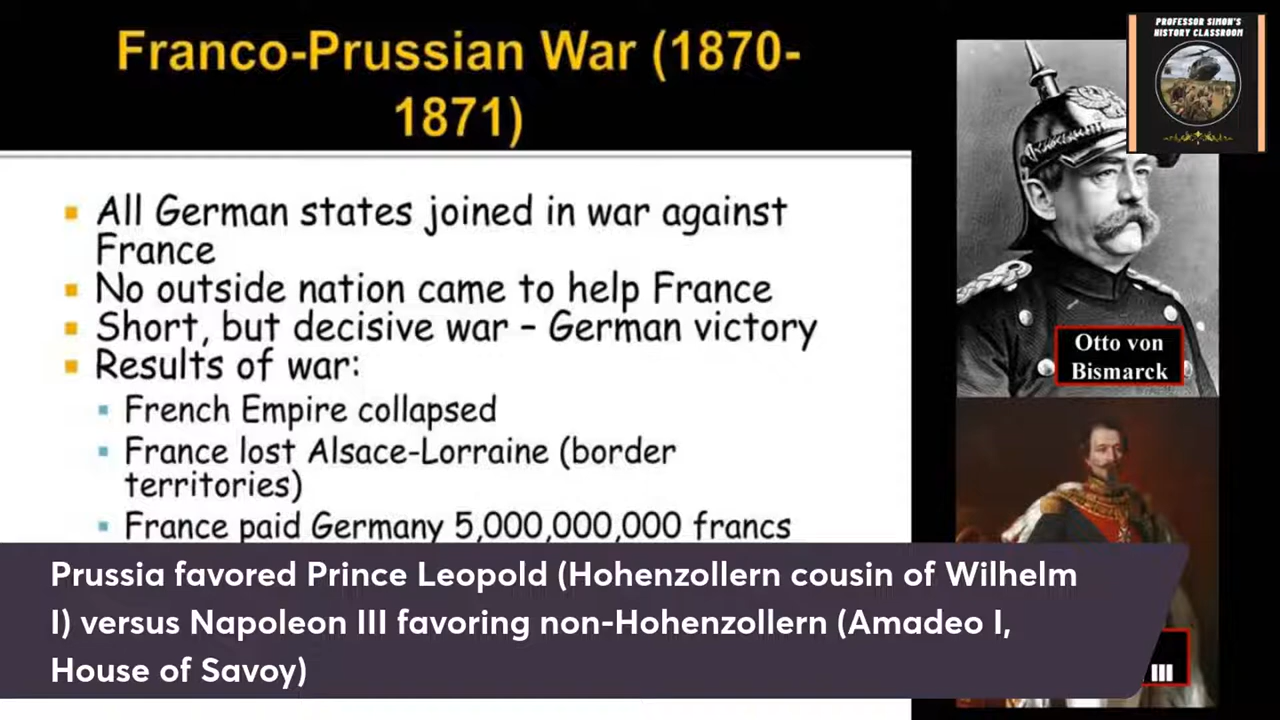 Franco-Prussian War (1870-
1871)
PROFESSOR SIMON'S
HISTORY CLASSROOM
All German states joined in war against
France
No outside nation came to help France
Short, but decisive war – German victory
Results of war:
French Empire collapsed
France lost Alsace-Lorraine (border
territories)
France paid Germany 5,000,000,000 francs
Otto von
Bismarck
Prussia favored Prince Leopold (Hohenzollern cousin of Wilhelm
I) versus Napoleon III favoring non-Hohenzollern (Amadeo I,
House of Savoy)
III